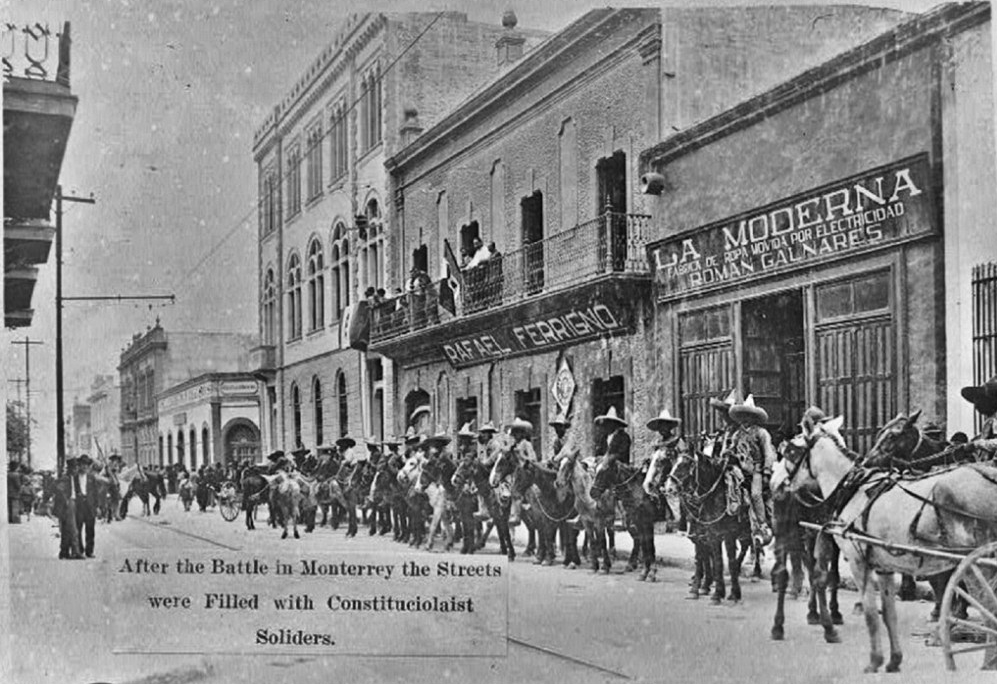 LA MODERNA
FABRICA DE ROPA MOVIDA POR ELECTRICIDAD
ROMÁN GALNARES
RAFAEL FERRIGNO.
After the Battle in Monterrey the Streets
were Filled with Constituciolaist
Soliders.